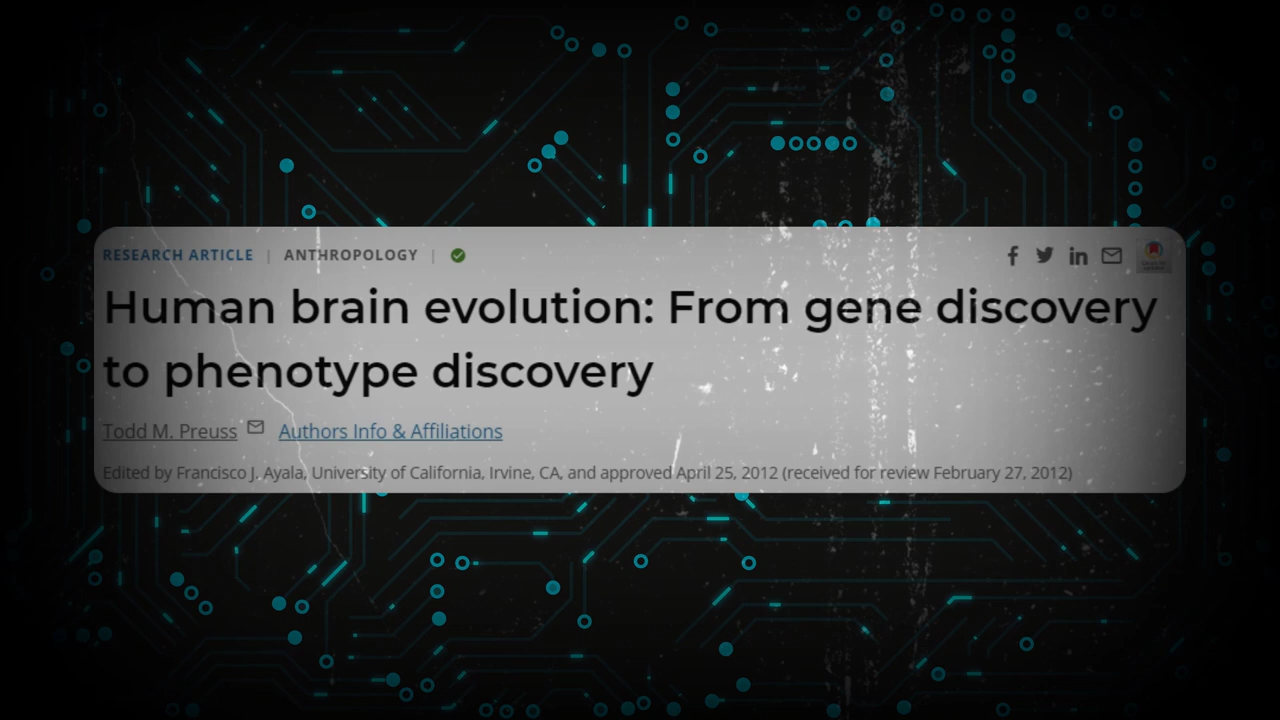 RESEARCH ARTICLE | ANTHROPOLOGY |
Human brain evolution: From gene discovery
to phenotype discovery
Todd M. Preuss Authors Info & Affiliations
Edited by Francisco J. Ayala, University of California, Irvine, CA, and approved April 25, 2012 (received for review February 27, 2012)